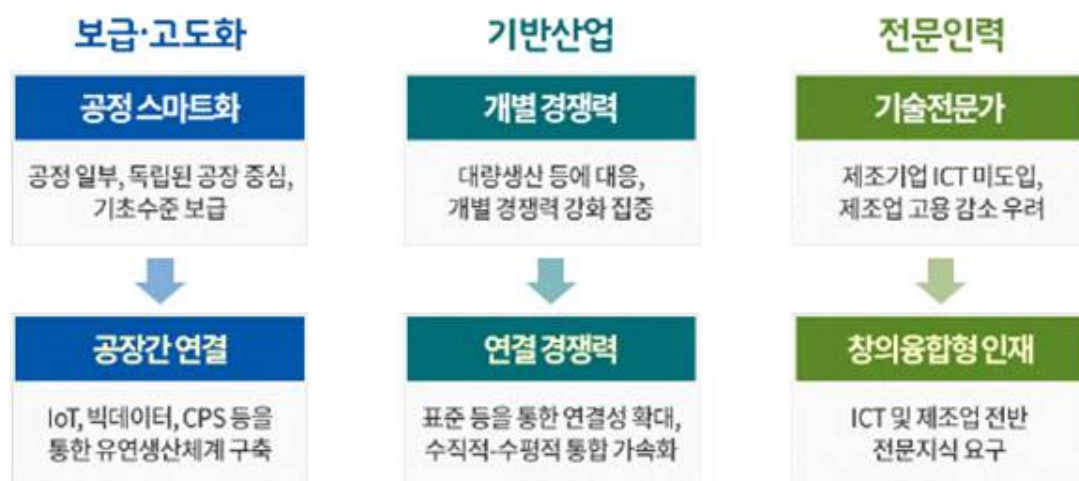 보급·고도화
공정 스마트화
공정 일부, 독립된 공장 중심,
기초수준 보급
공장간 연결
IoT, 빅데이터, CPS 등을
통한 유연생산체계 구축
기반산업
개별 경쟁력
대량생산 등에 대응,
개별 경쟁력 강화 집중
연결 경쟁력
표준 등을 통한 연결성 확대,
수직적-수평적 통합 가속화
전문인력
기술전문가
제조기업 ICT 미도입,
제조업 고용 감소 우려
창의융합형 인재
ICT 및 제조업 전반
전문지식 요구